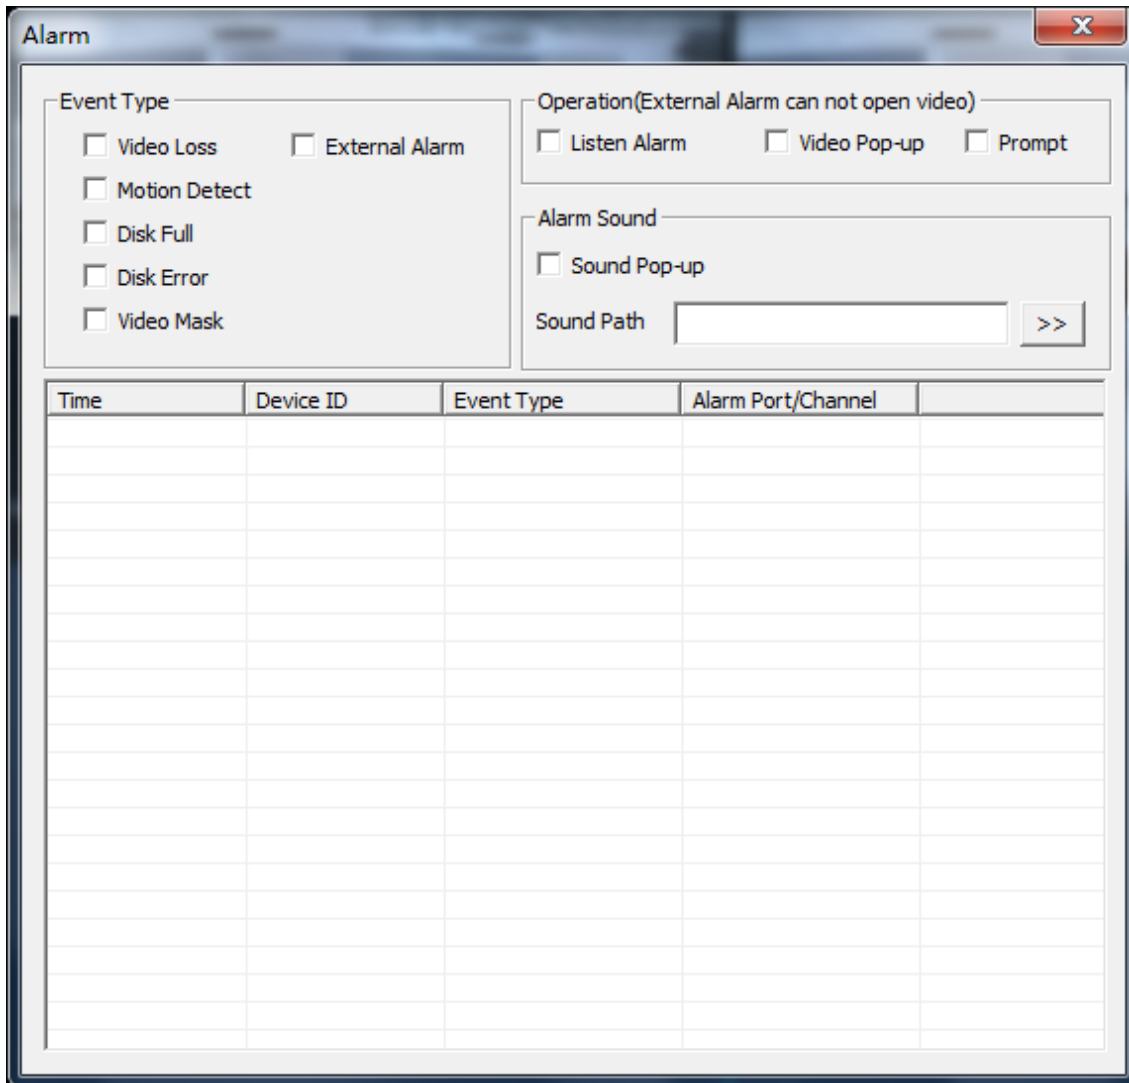 Alarm
X
Event Type
Video Loss External Alarm
Motion Detect
Disk Full
Disk Error
Video Mask
Operation(External Alarm can not open video)
Listen Alarm Video Pop-up Prompt
Alarm Sound
Sound Pop-up
Sound Path >>
Time Device ID Event Type Alarm Port/Channel